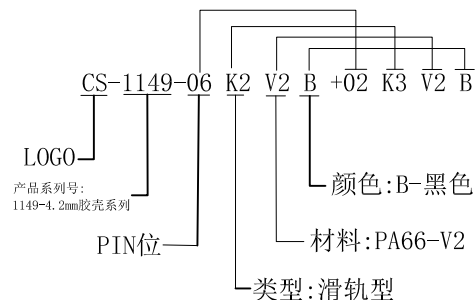 CS-1149-06 K2 V2 B +02 K3 V2 B
LOGO
产品系列号:
1149-4.2mm胶壳系列
颜色:B-黑色
PIN位
材料:PA66-V2
类型:滑轨型